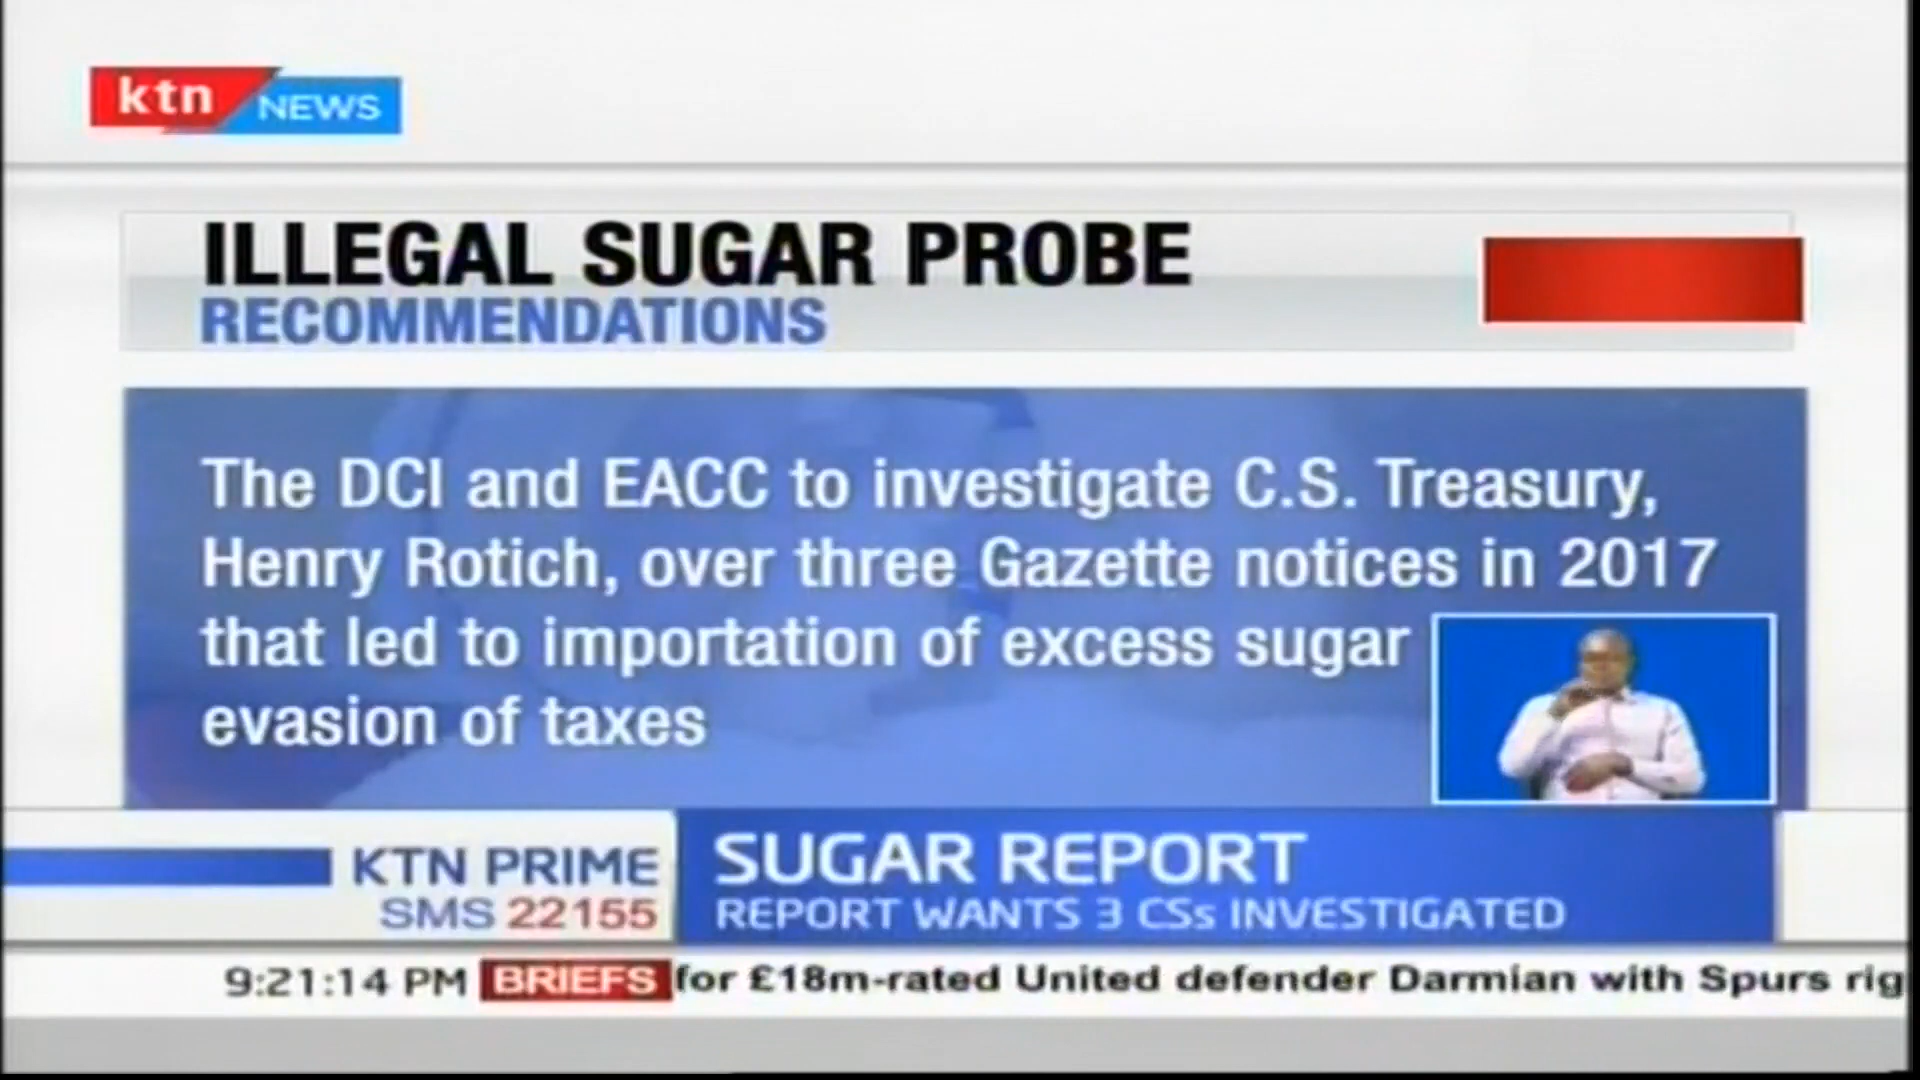 ktn NEWS
ILLEGAL SUGAR PROBE
RECOMMENDATIONS
The DCI and EACC to investigate C.S. Treasury,
Henry Rotich, over three Gazette notices in 2017
that led to importation of excess sugar
evasion of taxes
KTN PRIME
SMS 22155
SUGAR REPORT
REPORT WANTS 3 CSs INVESTIGATED
9:21:14 PM BRIEFS for £18m-rated United defender Darmian with Spurs rig